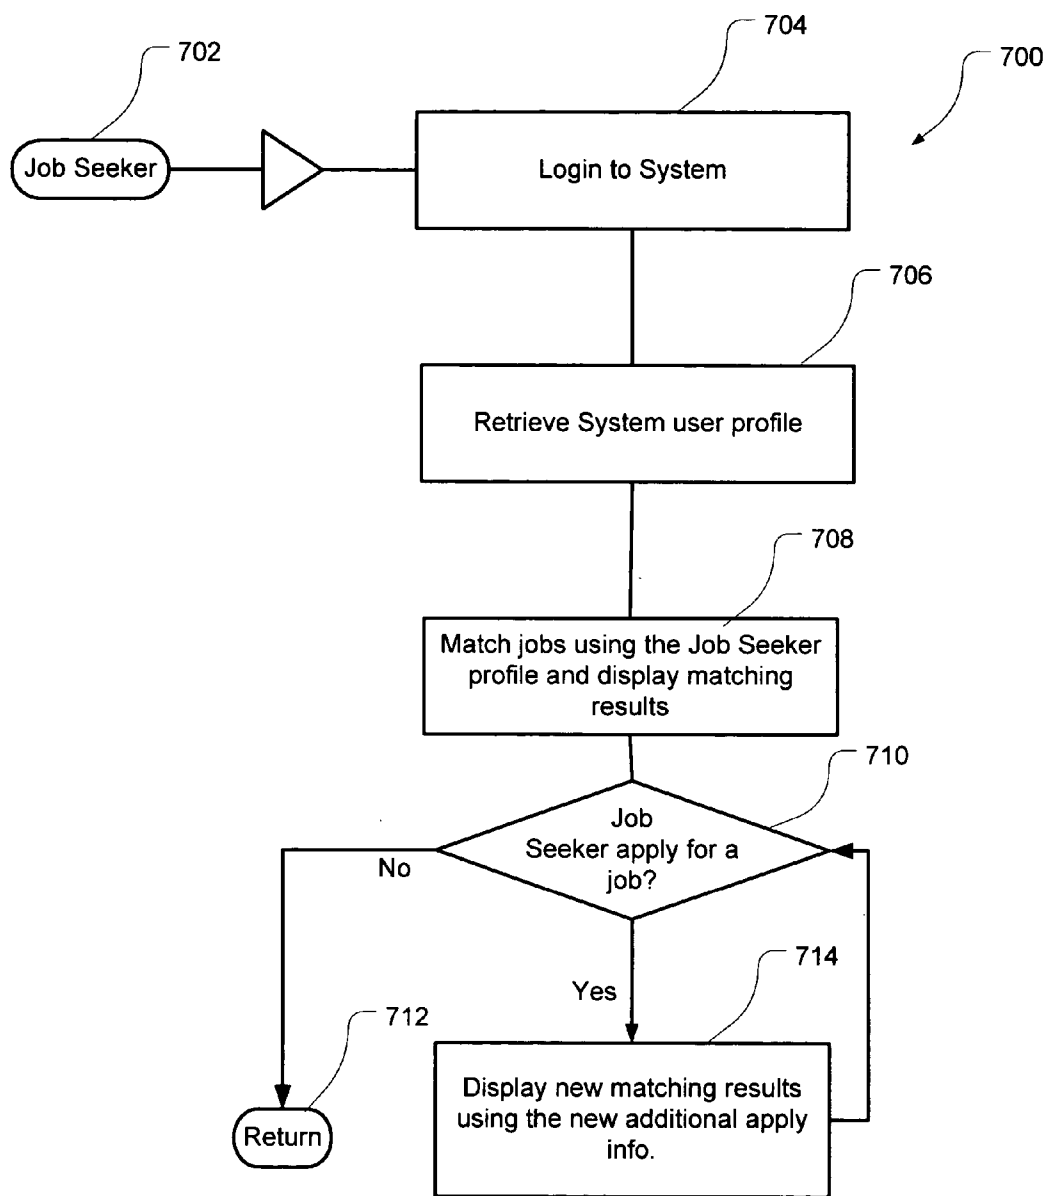 704
702
700
Job Seeker
Login to System
706
Retrieve System user profile
708
Match jobs using the Job Seeker
profile and display matching
results
710
Job
Seeker apply for a
job?
No
714
Yes
712
Display new matching results
using the new additional apply
info.
Return